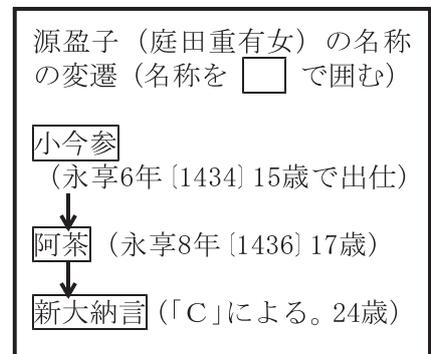 源盈子（庭田重有女）の名称
の変遷（名称を□で囲む）
小今参
（永享6年〔1434〕15歳で出仕）
阿茶（永享8年〔1436〕17歳）
新大納言（「Ｃ」による。24歳）